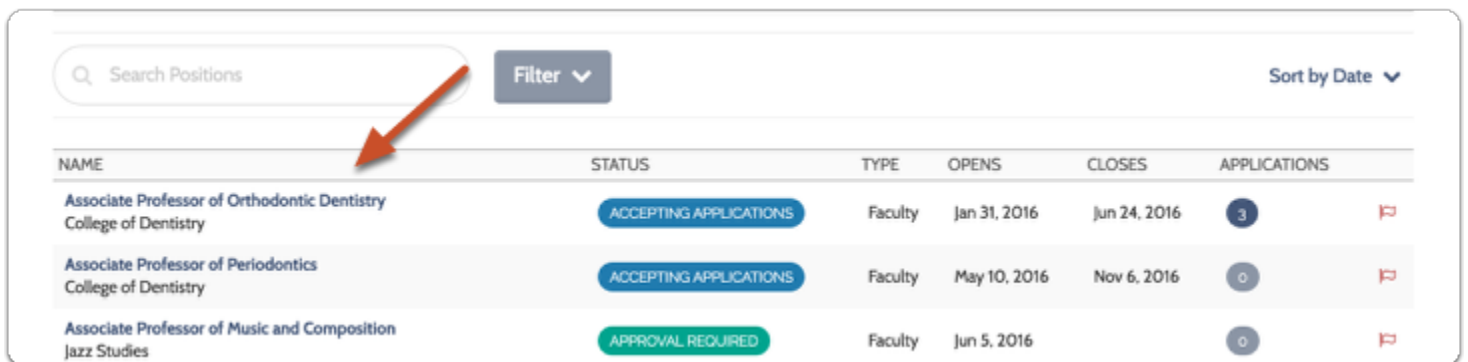 Search Positions
Filter
Sort by Date
NAME STATUS TYPE OPENS CLOSES APPLICATIONS
Associate Professor of Orthodontic Dentistry
College of Dentistry
ACCEPTING APPLICATIONS Faculty Jan 31, 2016 Jun 24, 2016 3
Associate Professor of Periodontics
College of Dentistry
ACCEPTING APPLICATIONS Faculty May 10, 2016 Nov 6, 2016 0
Associate Professor of Music and Composition
Jazz Studies
APPROVAL REQUIRED Faculty Jun 5, 2016 0